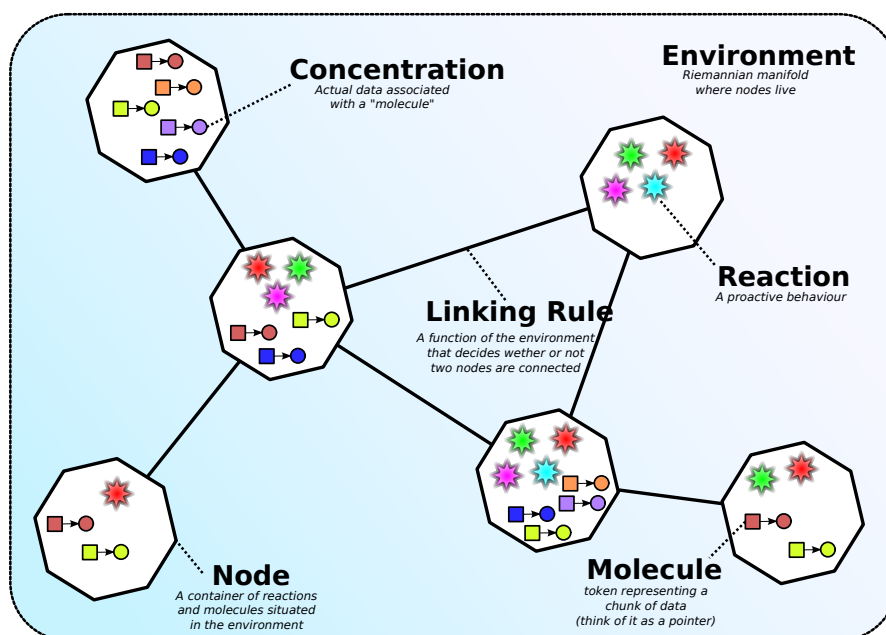 Environment
Riemannian manifold
where nodes live
Concentration
Actual data associated
with a "molecule"
Reaction
A proactive behaviour
Linking Rule
A function of the environment
that decides wether or not
two nodes are connected
Node
A container of reactions
and molecules situated
in the environment
Molecule
token representing a
chunk of data
(think of it as a pointer)